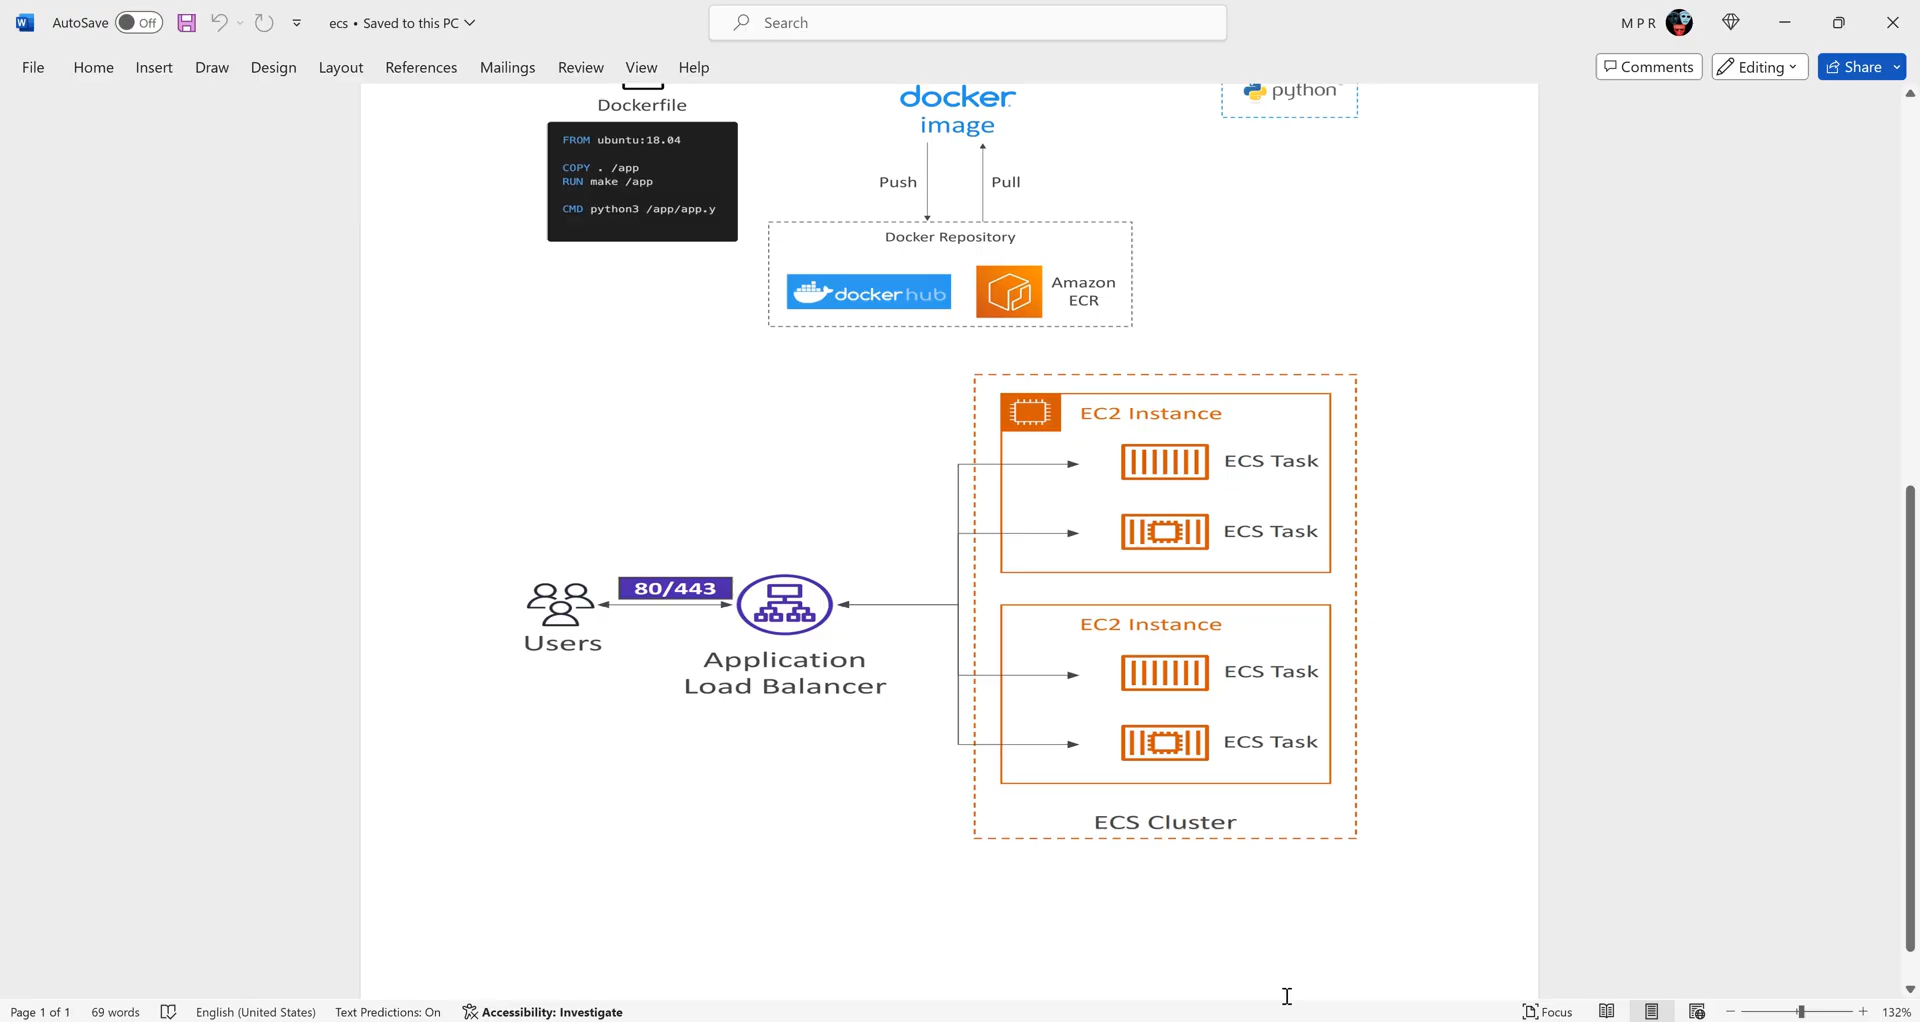 AutoSave Off ecs • Saved to this PC Search M P R
File Home Insert Draw Design Layout References Mailings Review View Help Comments Editing Share
Dockerfile
FROM ubuntu:18.04
COPY . /app
RUN make /app
CMD python3 /app/app.y
docker
image
python
Push Pull
Docker Repository
dockerhub
Amazon
ECR
EC2 Instance
ECS Task
ECS Task
80/443
Users
Application
Load Balancer
EC2 Instance
ECS Task
ECS Task
ECS Cluster
Page 1 of 1 69 words English (United States) Text Predictions: On Accessibility: Investigate Focus 132%